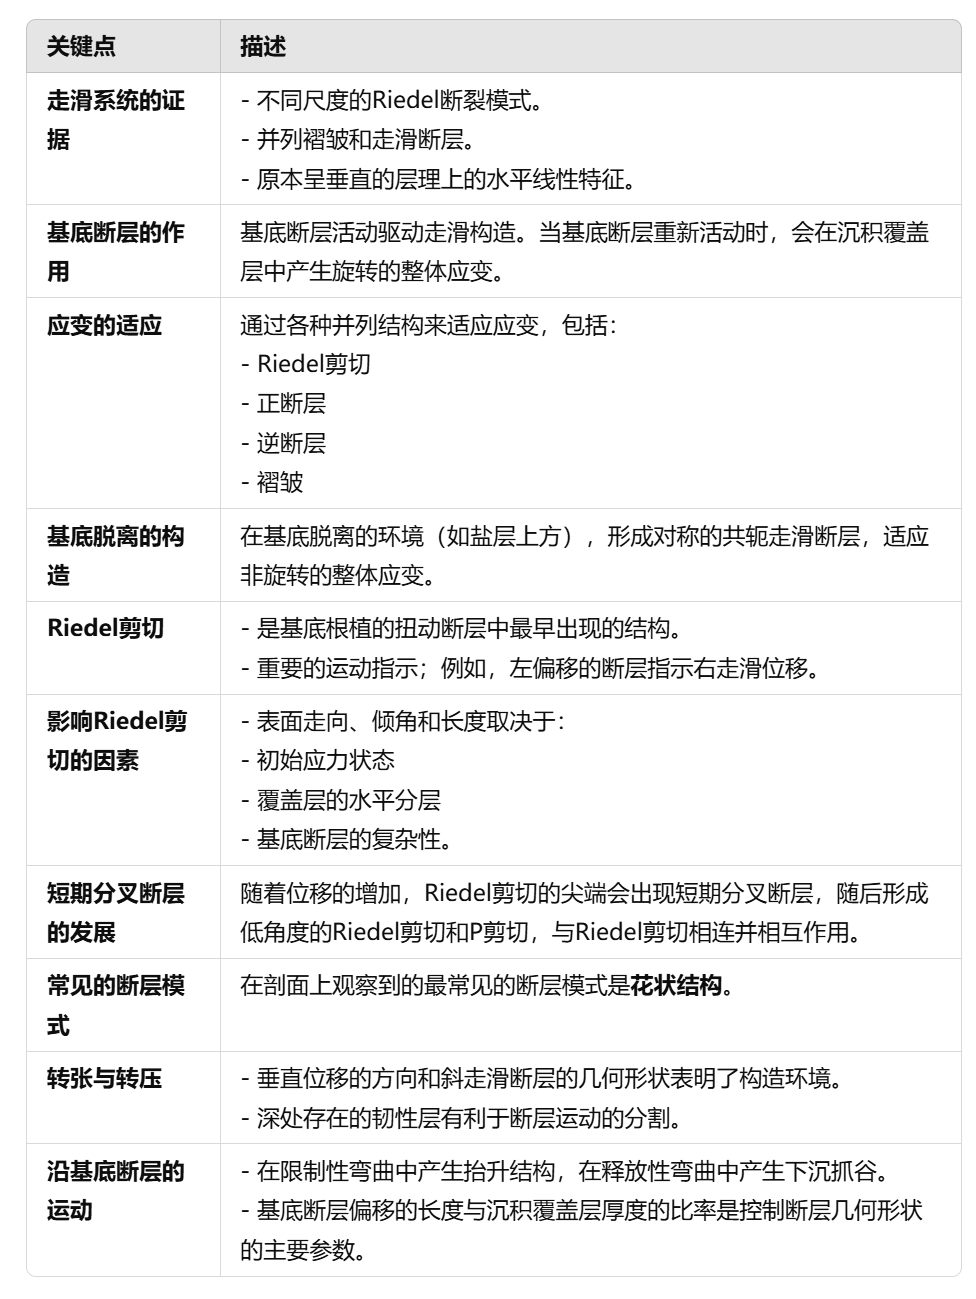 关键点 描述
走滑系统的证据
- 不同尺度的Riedel断裂模式。
- 并列褶皱和走滑断层。
- 原本呈垂直的层理上的水平线性特征。
基底断层的作用
基底断层活动驱动走滑构造。当基底断层重新活动时，会在沉积覆盖
层中产生旋转的整体应变。
应变的适应
通过各种并列结构来适应应变，包括：
- Riedel剪切
- 正断层
- 逆断层
- 褶皱
基底脱离的构造
在基底脱离的环境（如盐层上方），形成对称的共轭走滑断层，适应
非旋转的整体应变。
Riedel剪切
- 是基底根植的扭动断层中最早出现的结构。
- 重要的运动指示；例如，左偏移的断层指示右走滑位移。
影响Riedel剪切的因素
- 表面走向、倾角和长度取决于：
- 初始应力状态
- 覆盖层的水平分层
- 基底断层的复杂性。
短期分叉断层的发展
随着位移的增加，Riedel剪切的尖端会出现短期分叉断层，随后形成
低角度的Riedel剪切和P剪切，与Riedel剪切相连并相互作用。
常见的断层模式
在剖面上观察到的最常见的断层模式是花状结构。
转张与转压
- 垂直位移的方向和斜走滑断层的几何形状表明了构造环境。
- 深处存在的韧性层有利于断层运动的分割。
沿基底断层的运动
- 在限制性弯曲中产生抬升结构，在释放性弯曲中产生下沉抓谷。
- 基底断层偏移的长度与沉积覆盖层厚度的比率是控制断层几何形状
的主要参数。